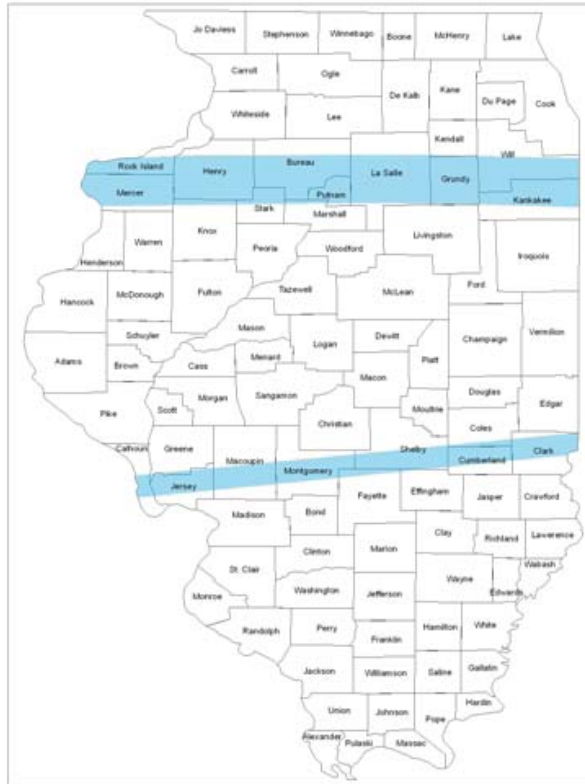 Jo Daviess Stephenson Winnebago Boone McHenry Lake
Carroll Ogle De Kalb Kane Du Page Cook
Whiteside Lee
Kendall
Rock Island Henry Bureau La Salle Grundy Will
Mercer Putnam Kankakee
Stark Marshall
Henderson Warren Knox Peoria Woodford Livingston Iroquois
Hancock McDonough Fulton Tazewell McLean Ford
Schuyler Mason Logan Dewitt Champaign Vermilion
Adams Brown Cass Menard Macon Piatt
Pike Scott Morgan Sangamon Christian Moultrie Douglas Edgar
Coles
Calhoun Greene Macoupin Montgomery Shelby Cumberland Clark
Jersey
Madison Bond Fayette Effingham Jasper Crawford
Clinton Marion Clay Richland Lawerence
St. Clair Wabash
Monroe Washington Jefferson Wayne Edwards
Randolph Perry Franklin Hamilton White
Jackson Williamson Saline Gallatin
Union Johnson Pope Hardin
Alexander Pulaski Massac